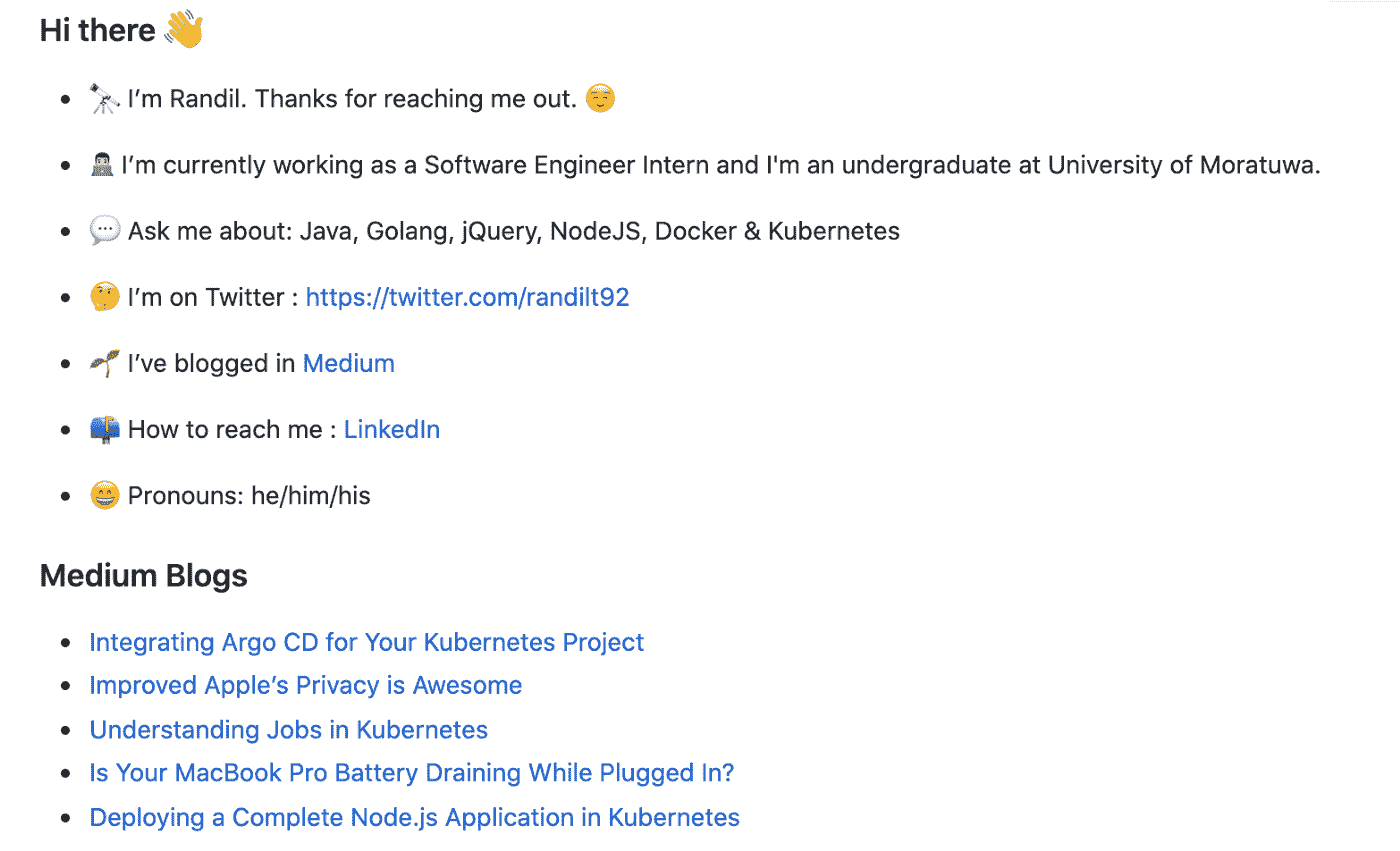 Hi there 👋
🔭 I’m Randil. Thanks for reaching me out. 😌
👨🏻‍💻 I’m currently working as a Software Engineer Intern and I'm an undergraduate at University of Moratuwa.
💬 Ask me about: Java, Golang, jQuery, NodeJS, Docker & Kubernetes
🤔 I’m on Twitter : https://twitter.com/randilt92
🌱 I’ve blogged in Medium
📫 How to reach me : LinkedIn
😄 Pronouns: he/him/his
Medium Blogs
Integrating Argo CD for Your Kubernetes Project
Improved Apple’s Privacy is Awesome
Understanding Jobs in Kubernetes
Is Your MacBook Pro Battery Draining While Plugged In?
Deploying a Complete Node.js Application in Kubernetes